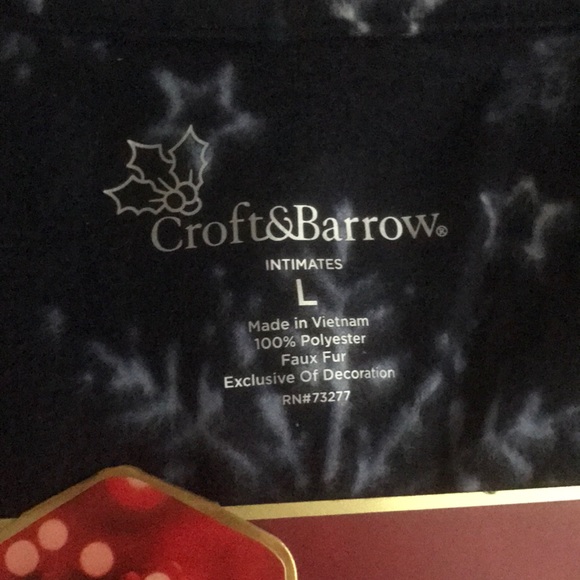 Croft&Barrow®
INTIMATES
L
Made in Vietnam
100% Polyester
Faux Fur
Exclusive Of Decoration
RN#73277